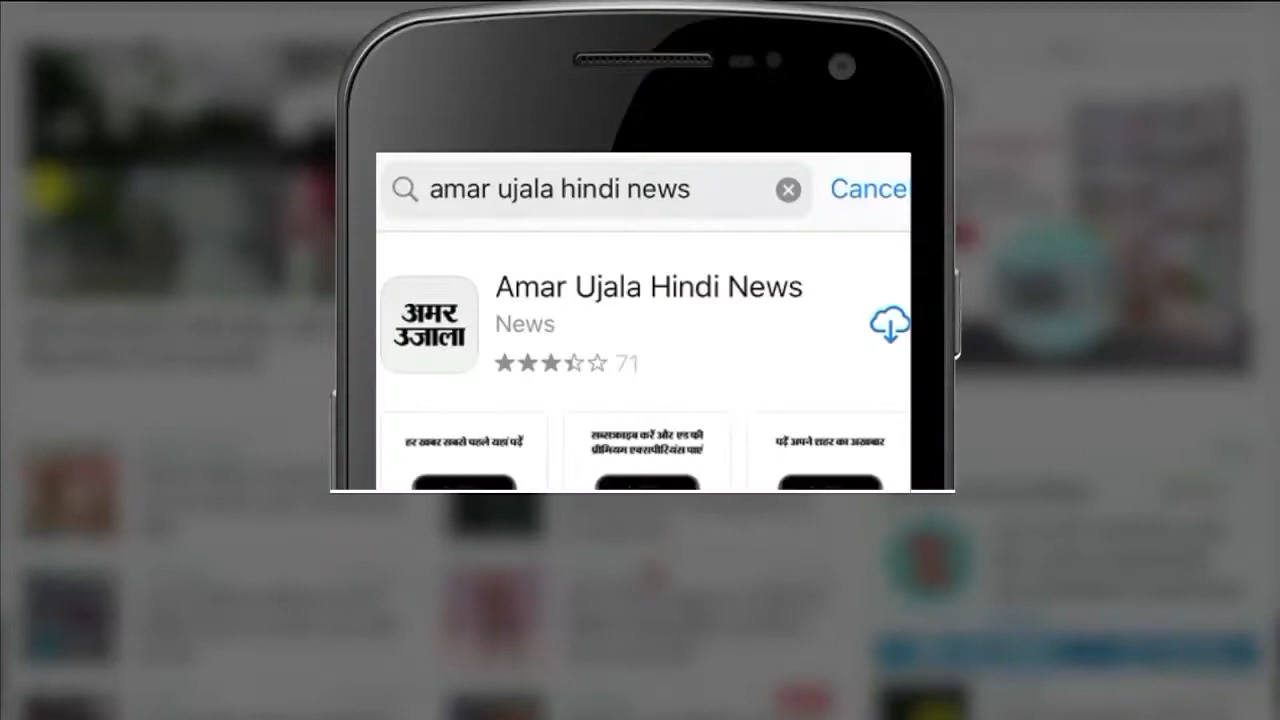 amar ujala hindi news
Cance
अमर
उजाला
Amar Ujala Hindi News
News
71
हर खबर सबसे पहले यहां पढ़ें
सब्सक्राइब करें और एड फ्री
प्रीमियम एक्सपीरियंस पाएं
पढ़ें अपने शहर का अखबार